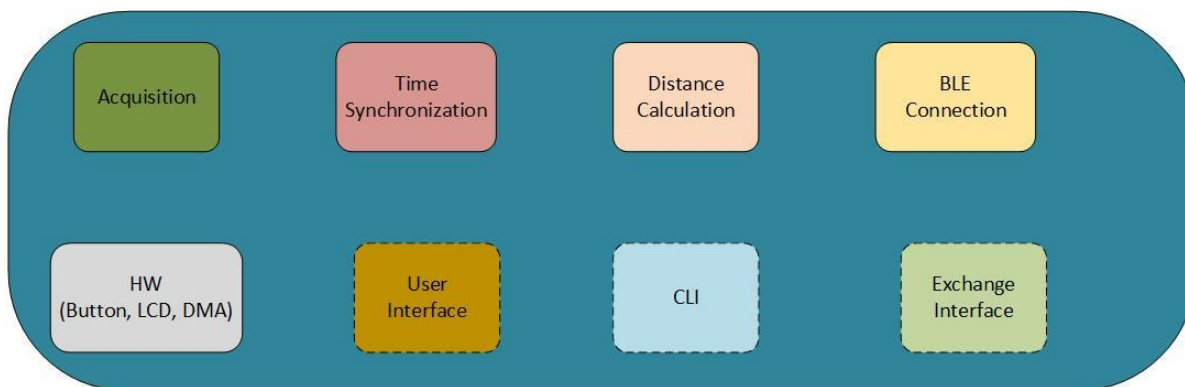 Acquisition
Time
Synchronization
Distance
Calculation
BLE
Connection
HW
(Button, LCD, DMA)
User
Interface
CLI
Exchange
Interface